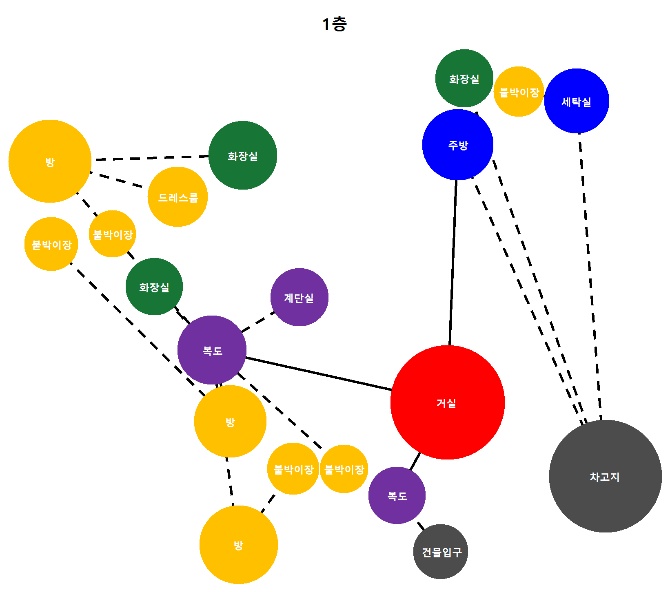 1층
화장실
붙박이장
세탁실
주방
방
화장실
드레스룸
붙박이장
붙박이장
화장실
계단실
복도
거실
방
붙박이장
붙박이장
차고지
복도
방
건물입구